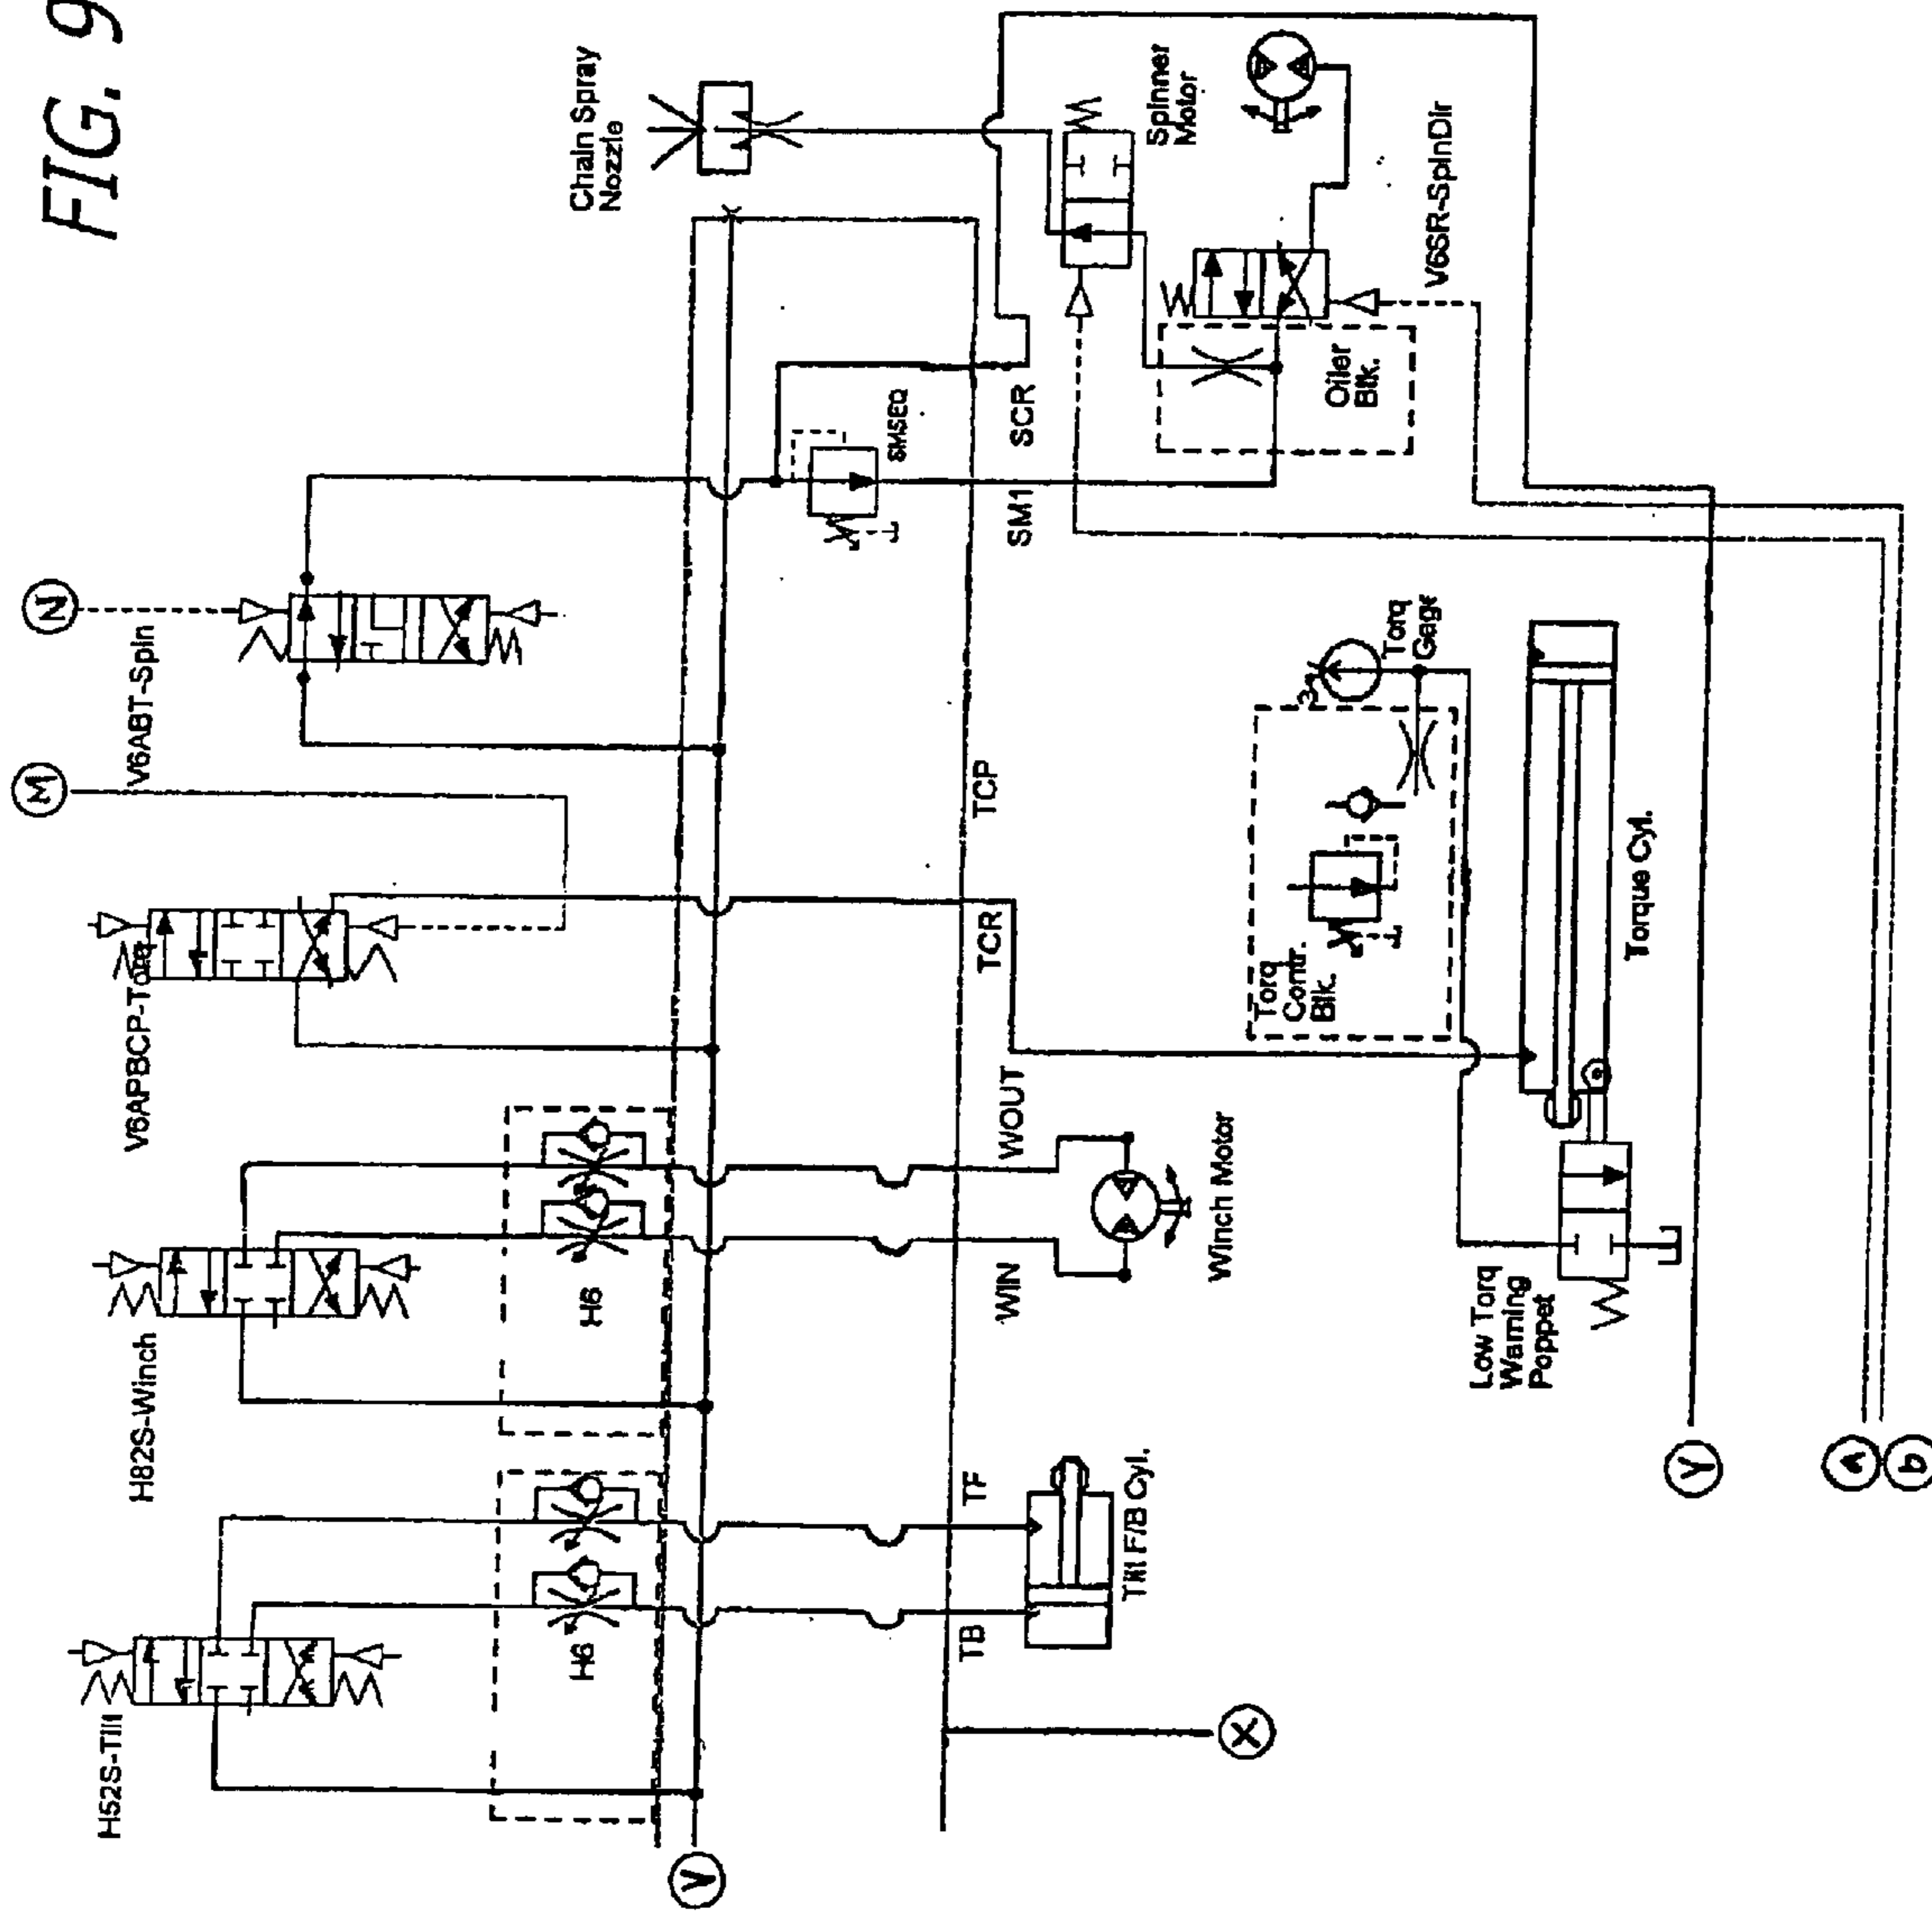 FIG. 9
N
M
V6ABT-Spin
V6APBCP-Torq
H82S-Winch
H52S-Tilt
Chain Spray
Nozzle
H6
H6
V
SMSEQ
Spinner
Motor
SCR
SM1
TCP
TCR
WOUT
WIN
TF
TB
Oiler
Blk.
V6SR-SpinDir
Torq
Gage
Torq
Contr.
Blk.
Winch Motor
Tilt F/B Cyl.
X
Torque Cyl.
Low Torq
Warning
Poppet
Y
A
b